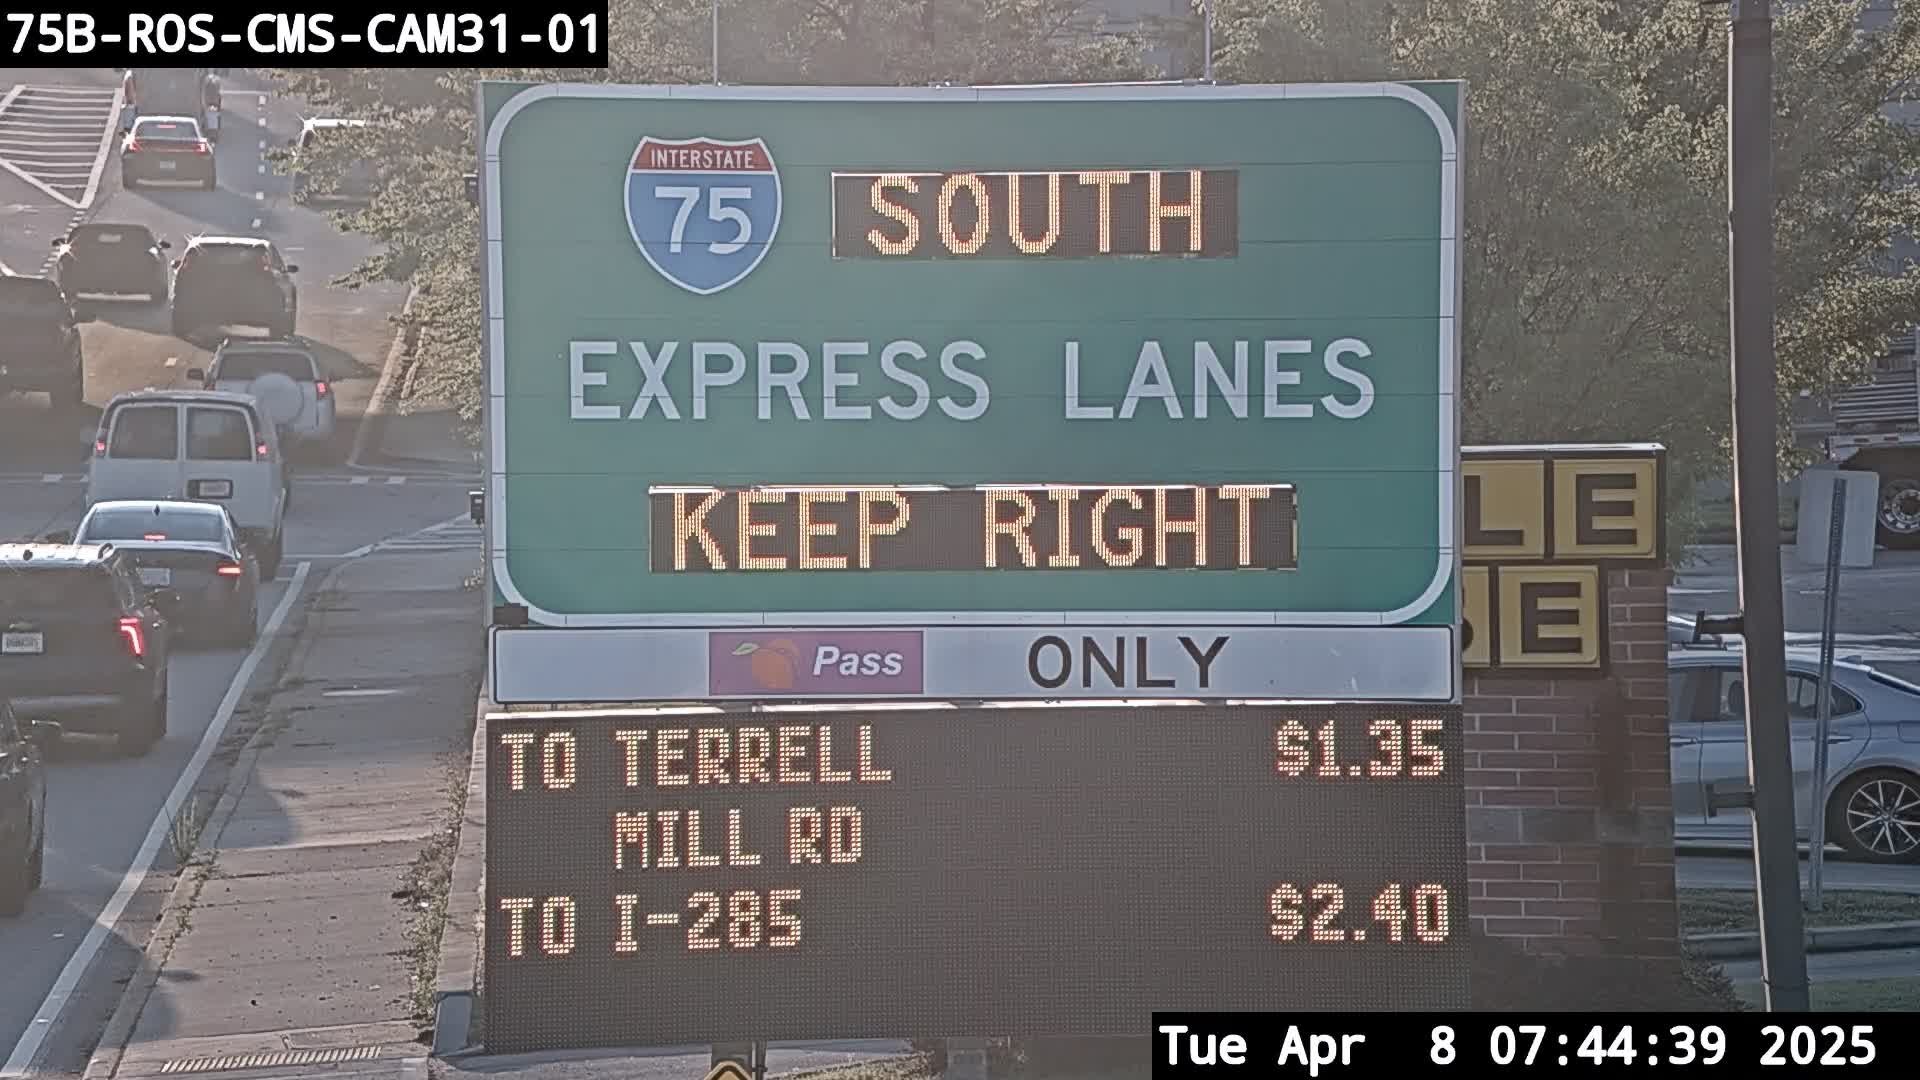 75B-ROS-CMS-CAM31-01
INTERSTATE
75
SOUTH
EXPRESS LANES
KEEP RIGHT
Pass ONLY
TO TERRELL $1.35
MILL RD
TO I-285 $2.40
LE
E
Tue Apr 8 07:44:39 2025